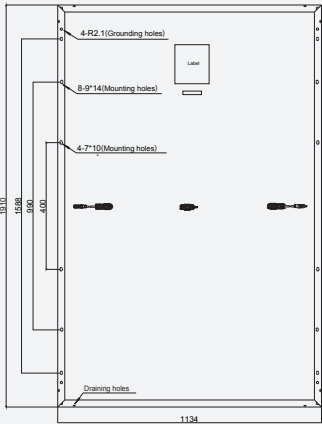 4-R2.1(Grounding holes)
Label
8-9*14(Mounting holes)
4-7*10(Mounting holes)
1910
1588
990
400
Draining holes
1134